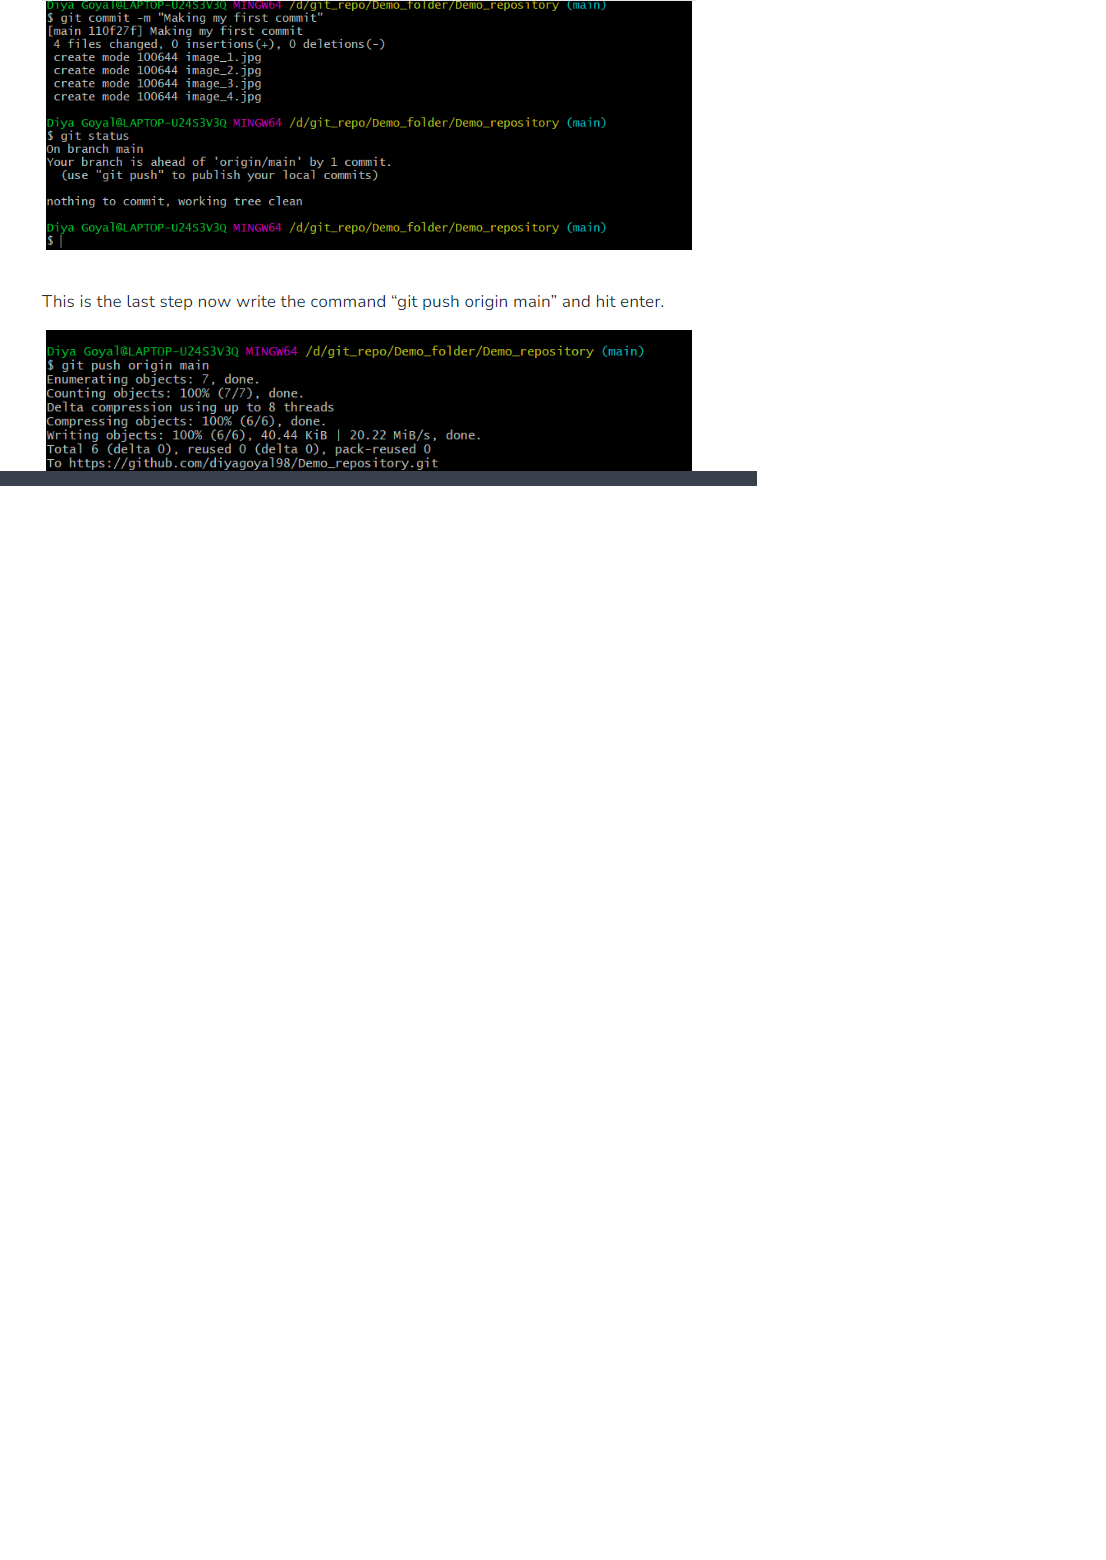 Diya Goyal@LAPTOP-U24S3V3Q MINGW64 /d/git_repo/Demo_folder/Demo_repository (main)
$ git commit -m "Making my first commit"
[main 110f27f] Making my first commit
 4 files changed, 0 insertions(+), 0 deletions(-)
 create mode 100644 image_1.jpg
 create mode 100644 image_2.jpg
 create mode 100644 image_3.jpg
 create mode 100644 image_4.jpg
Diya Goyal@LAPTOP-U24S3V3Q MINGW64 /d/git_repo/Demo_folder/Demo_repository (main)
$ git status
On branch main
Your branch is ahead of 'origin/main' by 1 commit.
  (use "git push" to publish your local commits)
nothing to commit, working tree clean
Diya Goyal@LAPTOP-U24S3V3Q MINGW64 /d/git_repo/Demo_folder/Demo_repository (main)
$
This is the last step now write the command “git push origin main” and hit enter.
Diya Goyal@LAPTOP-U24S3V3Q MINGW64 /d/git_repo/Demo_folder/Demo_repository (main)
$ git push origin main
Enumerating objects: 7, done.
Counting objects: 100% (7/7), done.
Delta compression using up to 8 threads
Compressing objects: 100% (6/6), done.
Writing objects: 100% (6/6), 40.44 KiB | 20.22 MiB/s, done.
Total 6 (delta 0), reused 0 (delta 0), pack-reused 0
To https://github.com/diyagoyal98/Demo_repository.git